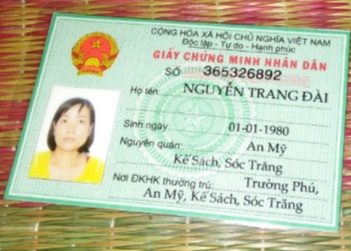 CỘNG HÒA XÃ HỘI CHỦ NGHĨA VIỆT NAM
Độc lập - Tự do - Hạnh phúc
GIẤY CHỨNG MINH NHÂN DÂN
SỐ 365326892
Họ tên: NGUYỄN TRANG ĐÀI
Sinh ngày 01-01-1980
Nguyên quán: An Mỹ
Kế Sách, Sóc Trăng
Nơi ĐKHK thường trú: Trường Phú,
An Mỹ, Kế Sách, Sóc Trăng